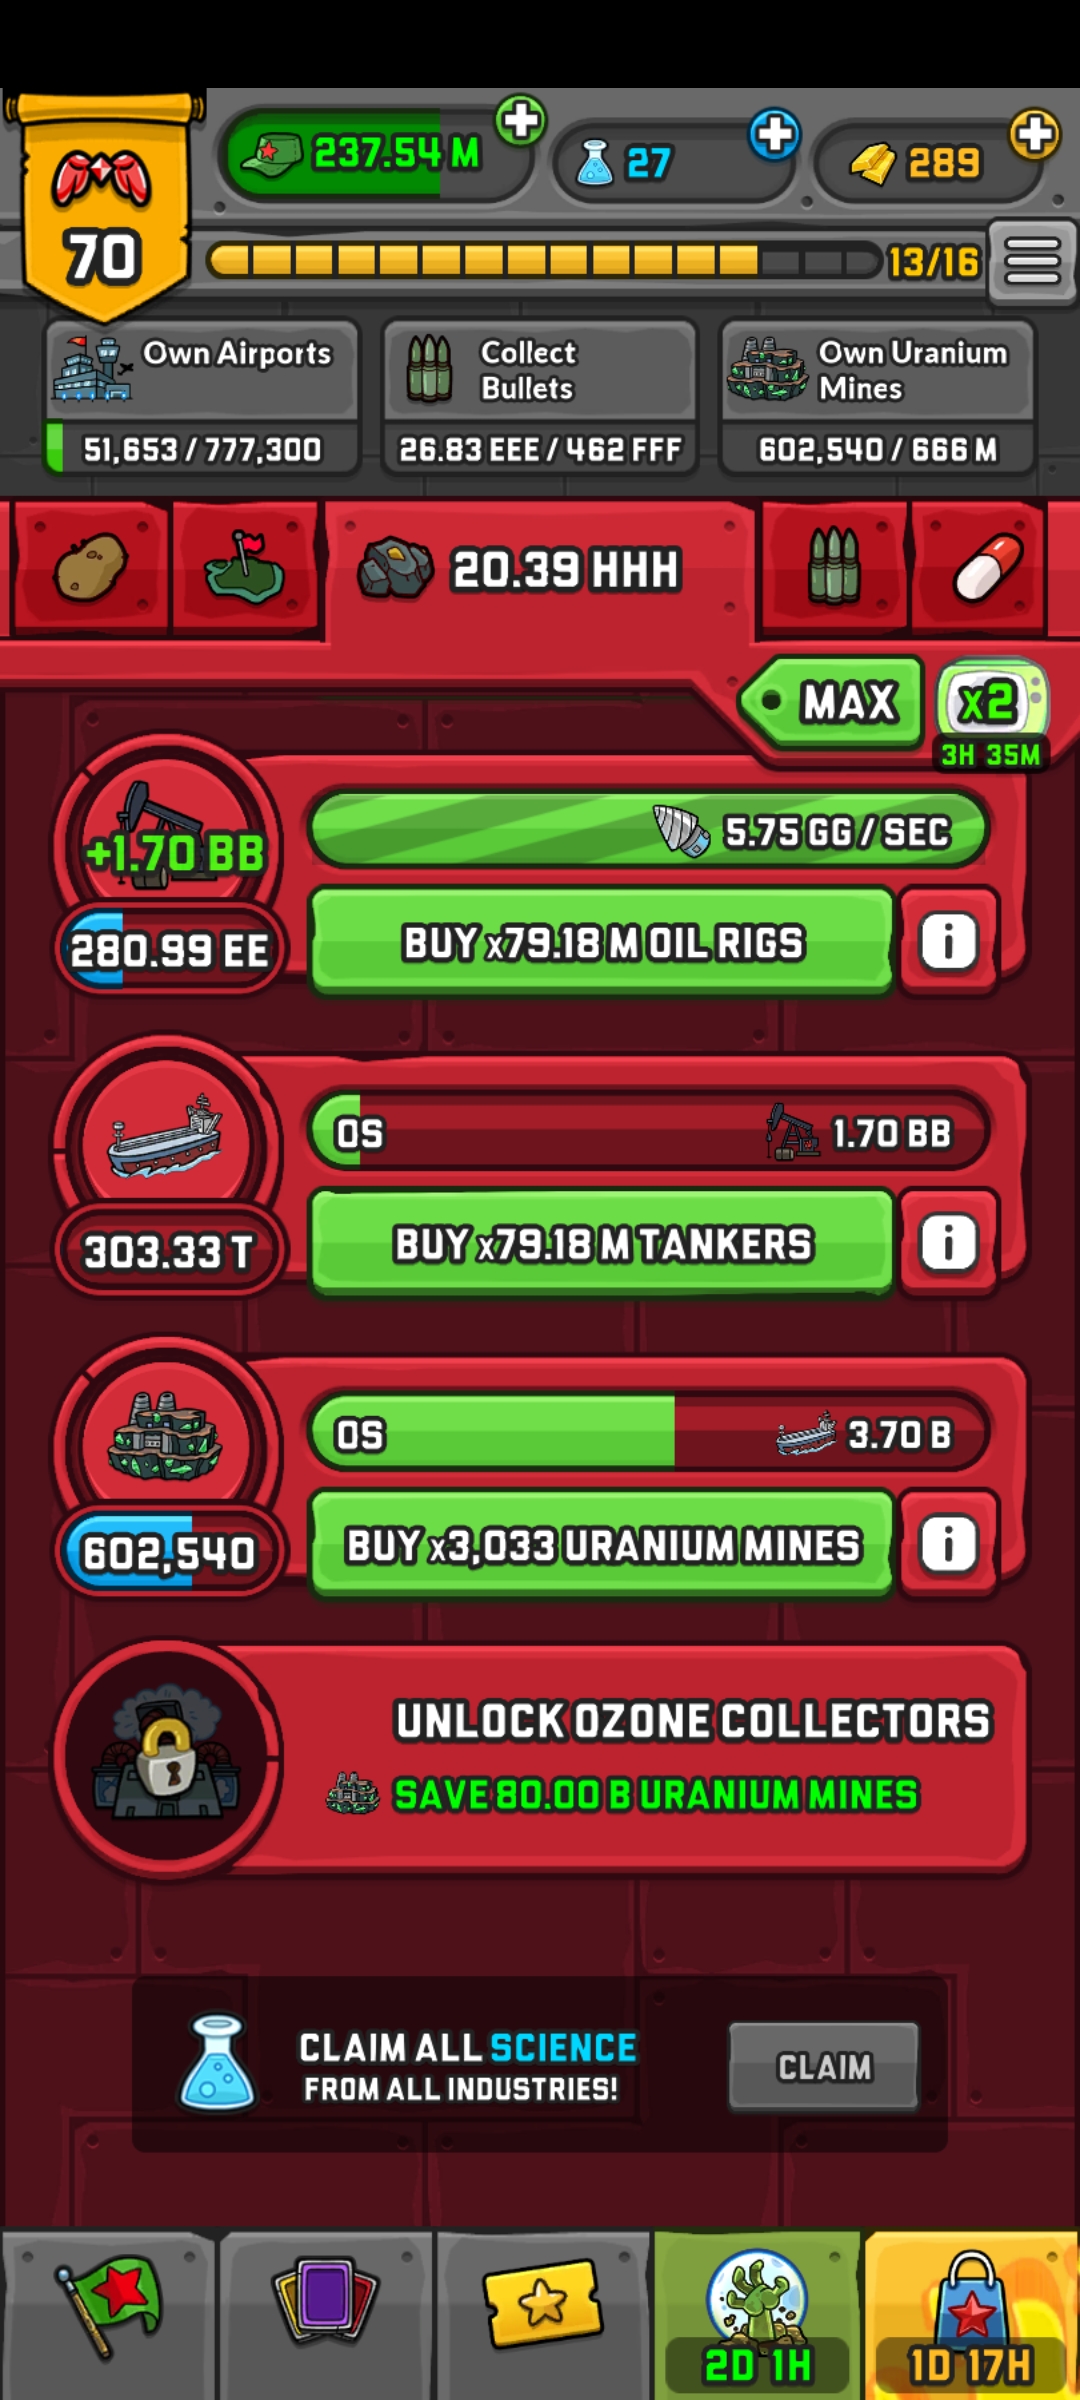 70
237.54 M
27
289
13/16
Own Airports
51,653 / 777,300
Collect
Bullets
26.83 EEE / 462 FFF
Own Uranium
Mines
602,540 / 666 M
20.39 HHH
MAX
x2
3H 35M
+1.70 BB
280.99 EE
5.75 GG / SEC
BUY x79.18 M OIL RIGS
i
303.33 T
0S
1.70 BB
BUY x79.18 M TANKERS
i
602,540
0S
3.70 B
BUY x3,033 URANIUM MINES
i
UNLOCK OZONE COLLECTORS
SAVE 80.00 B URANIUM MINES
CLAIM ALL SCIENCE
FROM ALL INDUSTRIES!
CLAIM
2D 1H
1D 17H